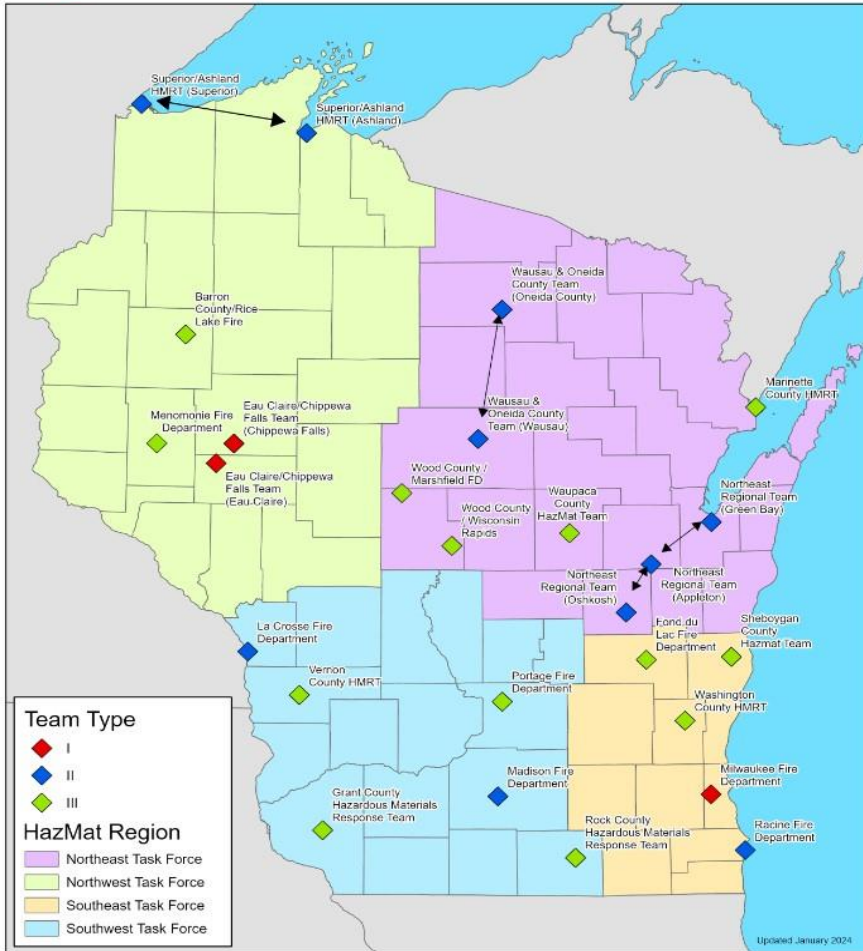 Superior/Ashland
HMRT (Superior)
Superior/Ashland
HMRT (Ashland)
Wausau & Oneida
County Team
(Oneida County)
Barron
County/Rice
Lake Fire
Marinette
County HMRT
Menomonie Fire
Department
Eau Claire/Chippewa
Falls Team
(Chippewa Falls)
Wausau &
Oneida County
Team (Wausau)
Eau Claire/Chippewa
Falls Team
(Eau Claire)
Wood County /
Marshfield FD
Wood County
/ Wisconsin
Rapids
Waupaca
County
HazMat Team
Northeast
Regional Team
(Green Bay)
Northeast
Regional Team
(Oshkosh)
Northeast
Regional Team
(Appleton)
La Crosse Fire
Department
Fond du
Lac Fire
Department
Sheboygan
County
Hazmat Team
Vernon
County HMRT
Portage Fire
Department
Washington
County HMRT
Madison Fire
Department
Milwaukee Fire
Department
Grant County
Hazardous Materials
Response Team
Rock County
Hazardous Materials
Response Team
Racine Fire
Department
Team Type
I
II
III
HazMat Region
Northeast Task Force
Northwest Task Force
Southeast Task Force
Southwest Task Force
Updated January 2024